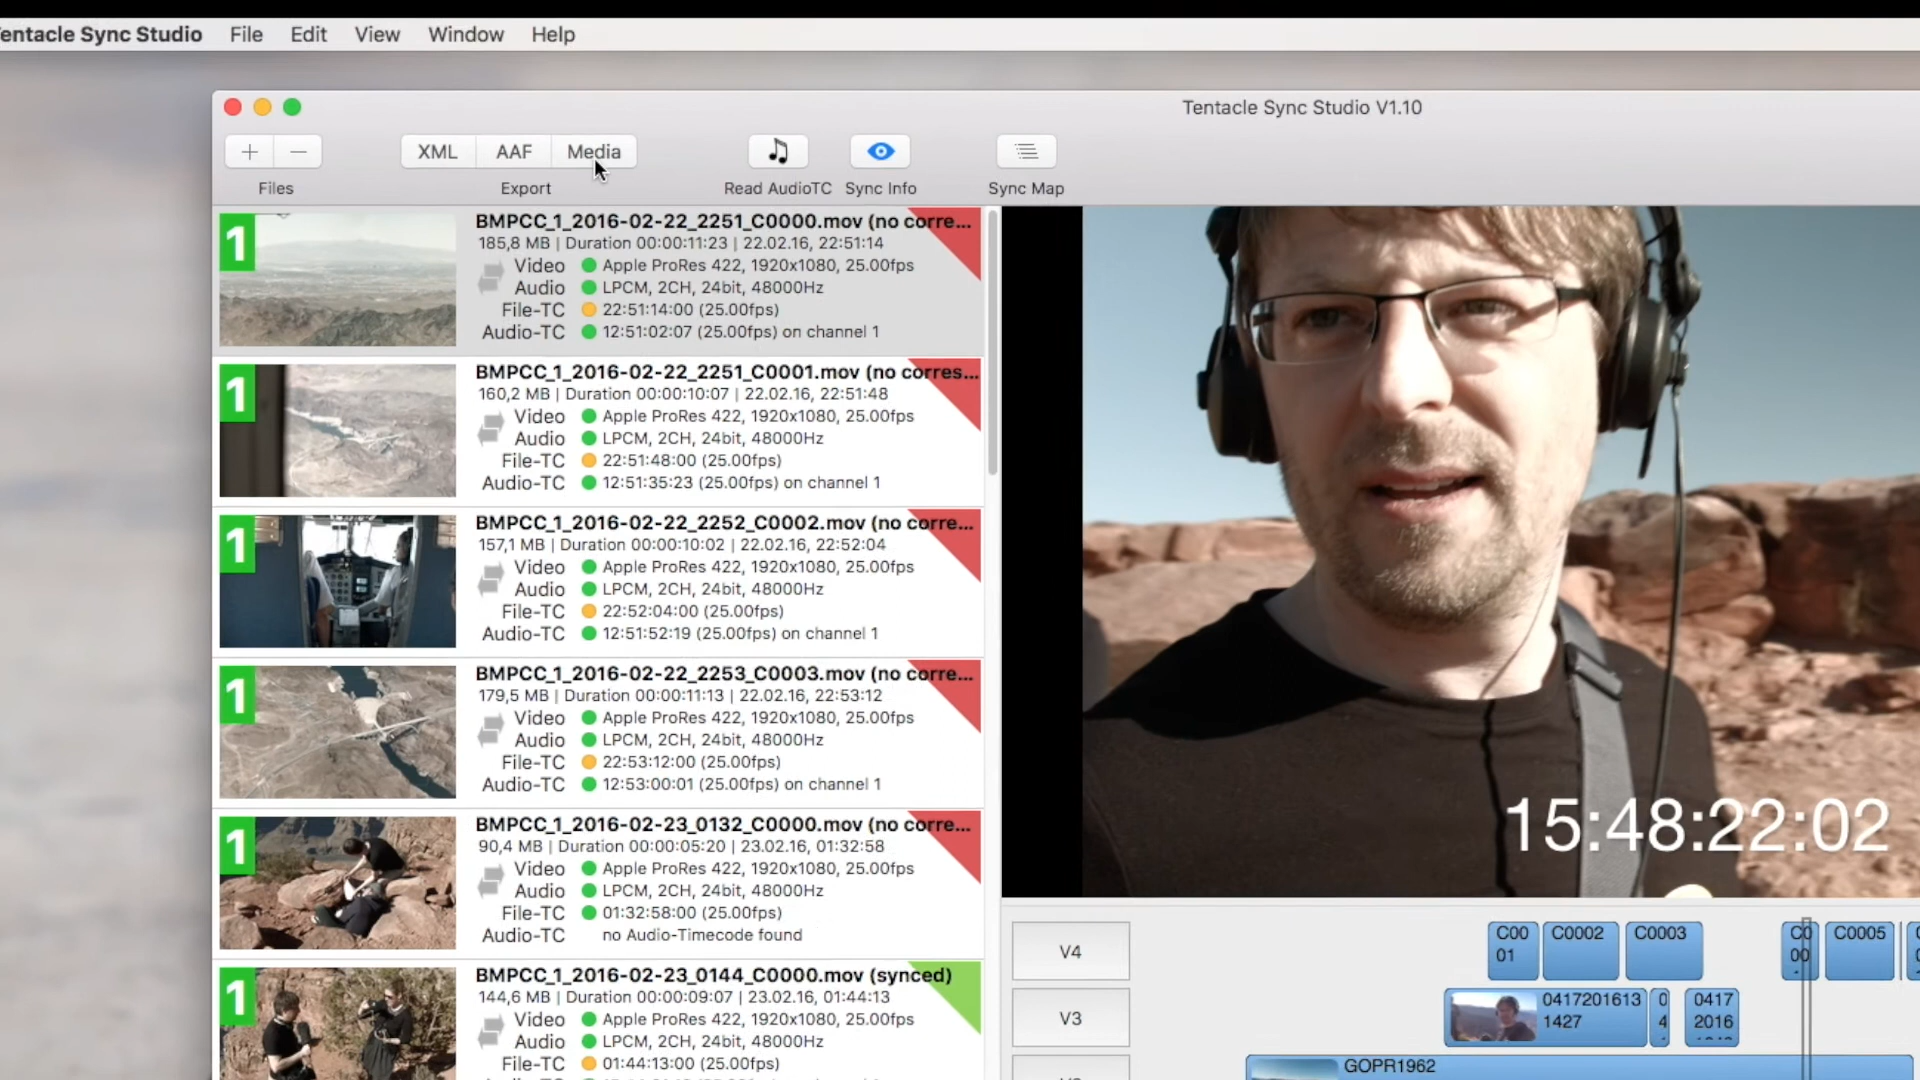 entacle Sync Studio File Edit View Window Help
Tentacle Sync Studio V1.10
XML AAF Media
Files Export Read AudioTC Sync Info Sync Map
1
BMPCC_1_2016-02-22_2251_C0000.mov (no corre...
185,8 MB | Duration 00:00:11:23 | 22.02.16, 22:51:14
Video Apple ProRes 422, 1920x1080, 25.00fps
Audio LPCM, 2CH, 24bit, 48000Hz
File-TC 22:51:14:00 (25.00fps)
Audio-TC 12:51:02:07 (25.00fps) on channel 1
1
BMPCC_1_2016-02-22_2251_C0001.mov (no corres...
160,2 MB | Duration 00:00:10:07 | 22.02.16, 22:51:48
Video Apple ProRes 422, 1920x1080, 25.00fps
Audio LPCM, 2CH, 24bit, 48000Hz
File-TC 22:51:48:00 (25.00fps)
Audio-TC 12:51:35:23 (25.00fps) on channel 1
1
BMPCC_1_2016-02-22_2252_C0002.mov (no corre...
157,1 MB | Duration 00:00:10:02 | 22.02.16, 22:52:04
Video Apple ProRes 422, 1920x1080, 25.00fps
Audio LPCM, 2CH, 24bit, 48000Hz
File-TC 22:52:04:00 (25.00fps)
Audio-TC 12:51:52:19 (25.00fps) on channel 1
1
BMPCC_1_2016-02-22_2253_C0003.mov (no corre...
179,5 MB | Duration 00:00:11:13 | 22.02.16, 22:53:12
Video Apple ProRes 422, 1920x1080, 25.00fps
Audio LPCM, 2CH, 24bit, 48000Hz
File-TC 22:53:12:00 (25.00fps)
Audio-TC 12:53:00:01 (25.00fps) on channel 1
1
BMPCC_1_2016-02-23_0132_C0000.mov (no corre...
90,4 MB | Duration 00:00:05:20 | 23.02.16, 01:32:58
Video Apple ProRes 422, 1920x1080, 25.00fps
Audio LPCM, 2CH, 24bit, 48000Hz
File-TC 01:32:58:00 (25.00fps)
Audio-TC no Audio-Timecode found
1
BMPCC_1_2016-02-23_0144_C0000.mov (synced)
144,6 MB | Duration 00:00:09:07 | 23.02.16, 01:44:13
Video Apple ProRes 422, 1920x1080, 25.00fps
Audio LPCM, 2CH, 24bit, 48000Hz
File-TC 01:44:13:00 (25.00fps)
15:48:22:02
V4
C00
01
C0002
C0003
C0
00
C0005
V3
0417201613
1427
0
4
0417
2016
GOPR1962